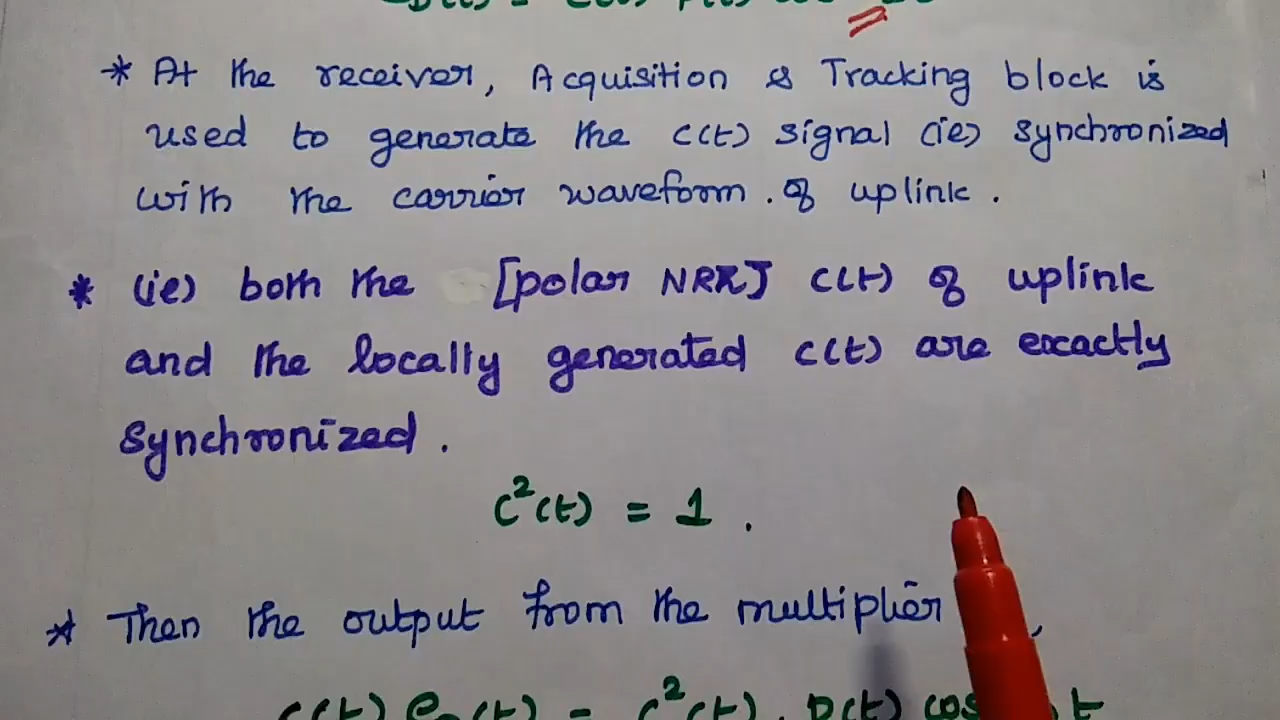 * At the receiver, Acquisition & Tracking block is
used to generate the c(t) signal (ie) synchronized
with the carrier waveform . of uplink .
* (ie) both the [polar NRZ] c(t) of uplink
and the locally generated c(t) are exactly
synchronized .
c²(t) = 1 .
* Then the output from the multiplier ,
= c²(t) . P(t) cos t